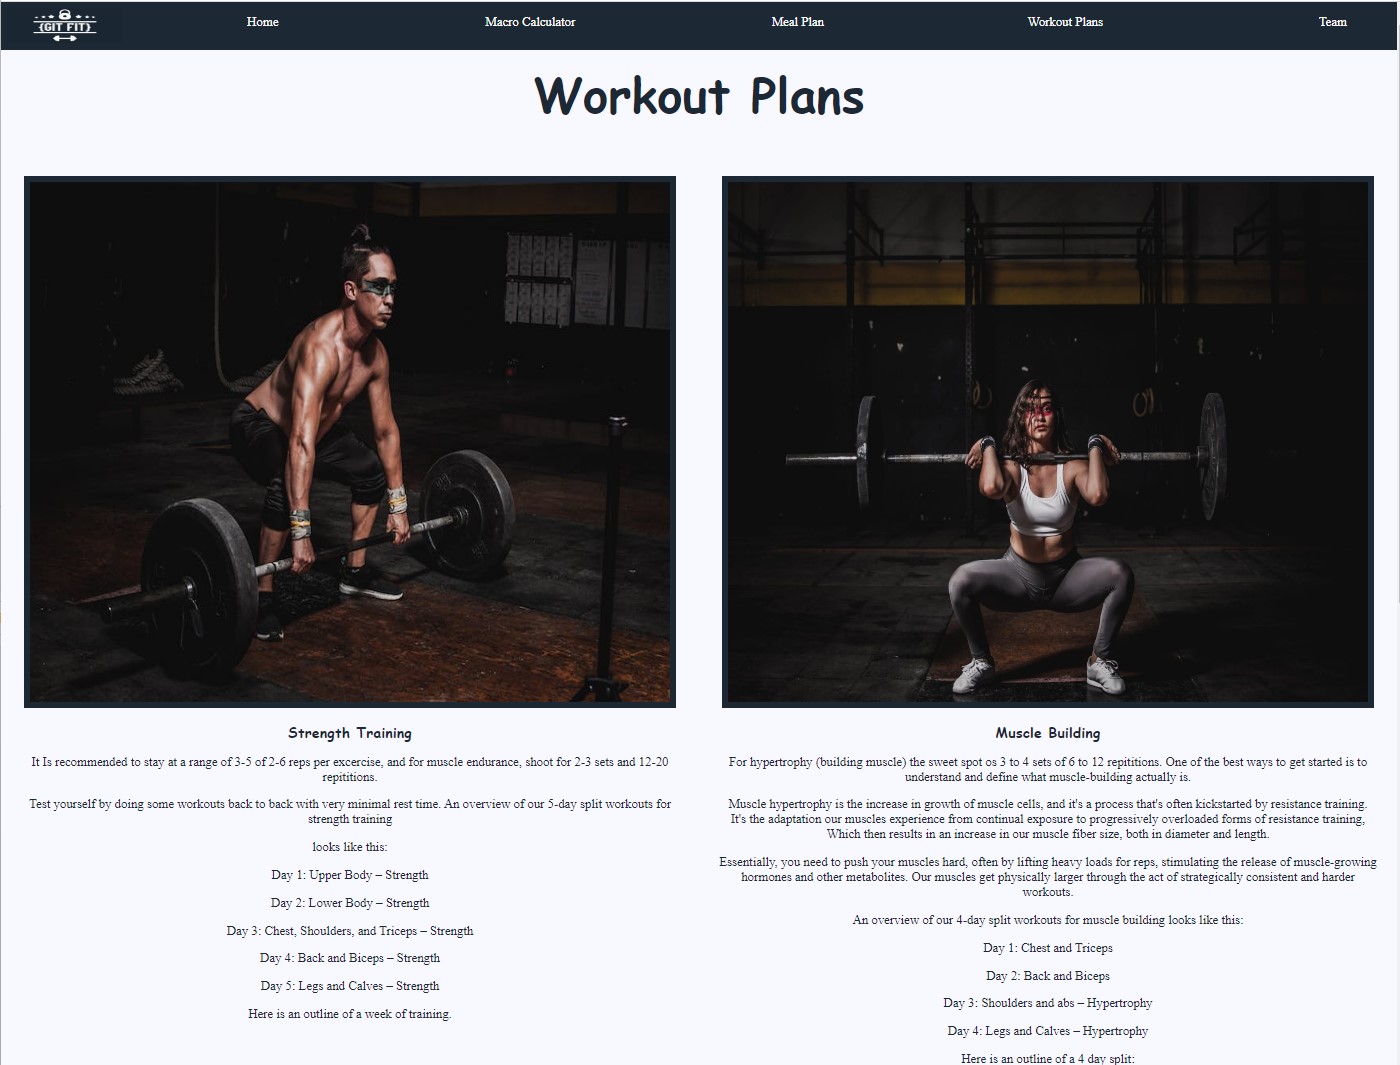 {GIT FIT}
Home
Macro Calculator
Meal Plan
Workout Plans
Team
Workout Plans
Strength Training
It Is recommended to stay at a range of 3-5 of 2-6 reps per excercise, and for muscle endurance, shoot for 2-3 sets and 12-20
repititions.
Test yourself by doing some workouts back to back with very minimal rest time. An overview of our 5-day split workouts for
strength training
looks like this:
Day 1: Upper Body – Strength
Day 2: Lower Body – Strength
Day 3: Chest, Shoulders, and Triceps – Strength
Day 4: Back and Biceps – Strength
Day 5: Legs and Calves – Strength
Here is an outline of a week of training.
Muscle Building
For hypertrophy (building muscle) the sweet spot os 3 to 4 sets of 6 to 12 repititions. One of the best ways to get started is to
understand and define what muscle-building actually is.
Muscle hypertrophy is the increase in growth of muscle cells, and it's a process that's often kickstarted by resistance training.
It's the adaptation our muscles experience from continual exposure to progressively overloaded forms of resistance training,
Which then results in an increase in our muscle fiber size, both in diameter and length.
Essentially, you need to push your muscles hard, often by lifting heavy loads for reps, stimulating the release of muscle-growing
hormones and other metabolites. Our muscles get physically larger through the act of strategically consistent and harder
workouts.
An overview of our 4-day split workouts for muscle building looks like this:
Day 1: Chest and Triceps
Day 2: Back and Biceps
Day 3: Shoulders and abs – Hypertrophy
Day 4: Legs and Calves – Hypertrophy
Here is an outline of a 4 day split: